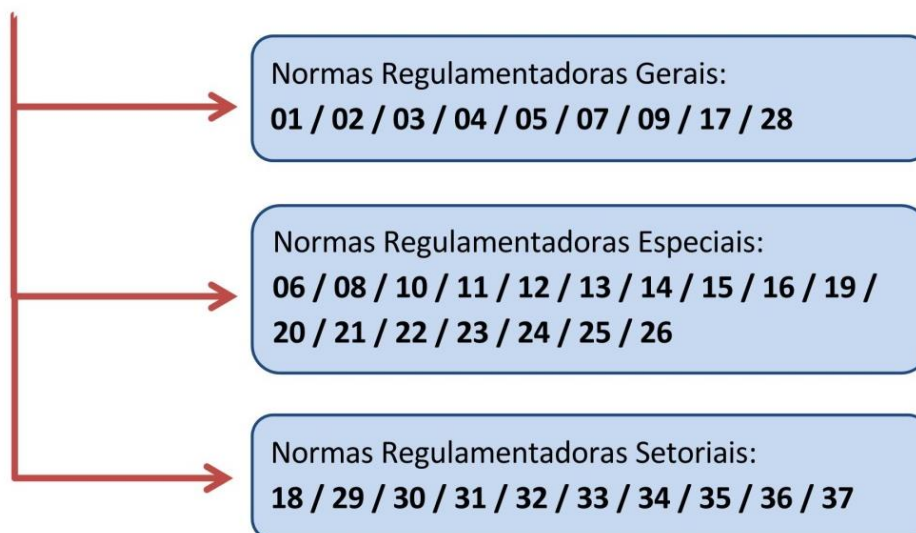 Normas Regulamentadoras Gerais:
01 / 02 / 03 / 04 / 05 / 07 / 09 / 17 / 28
Normas Regulamentadoras Especiais:
06 / 08 / 10 / 11 / 12 / 13 / 14 / 15 / 16 / 19 /
20 / 21 / 22 / 23 / 24 / 25 / 26
Normas Regulamentadoras Setoriais:
18 / 29 / 30 / 31 / 32 / 33 / 34 / 35 / 36 / 37